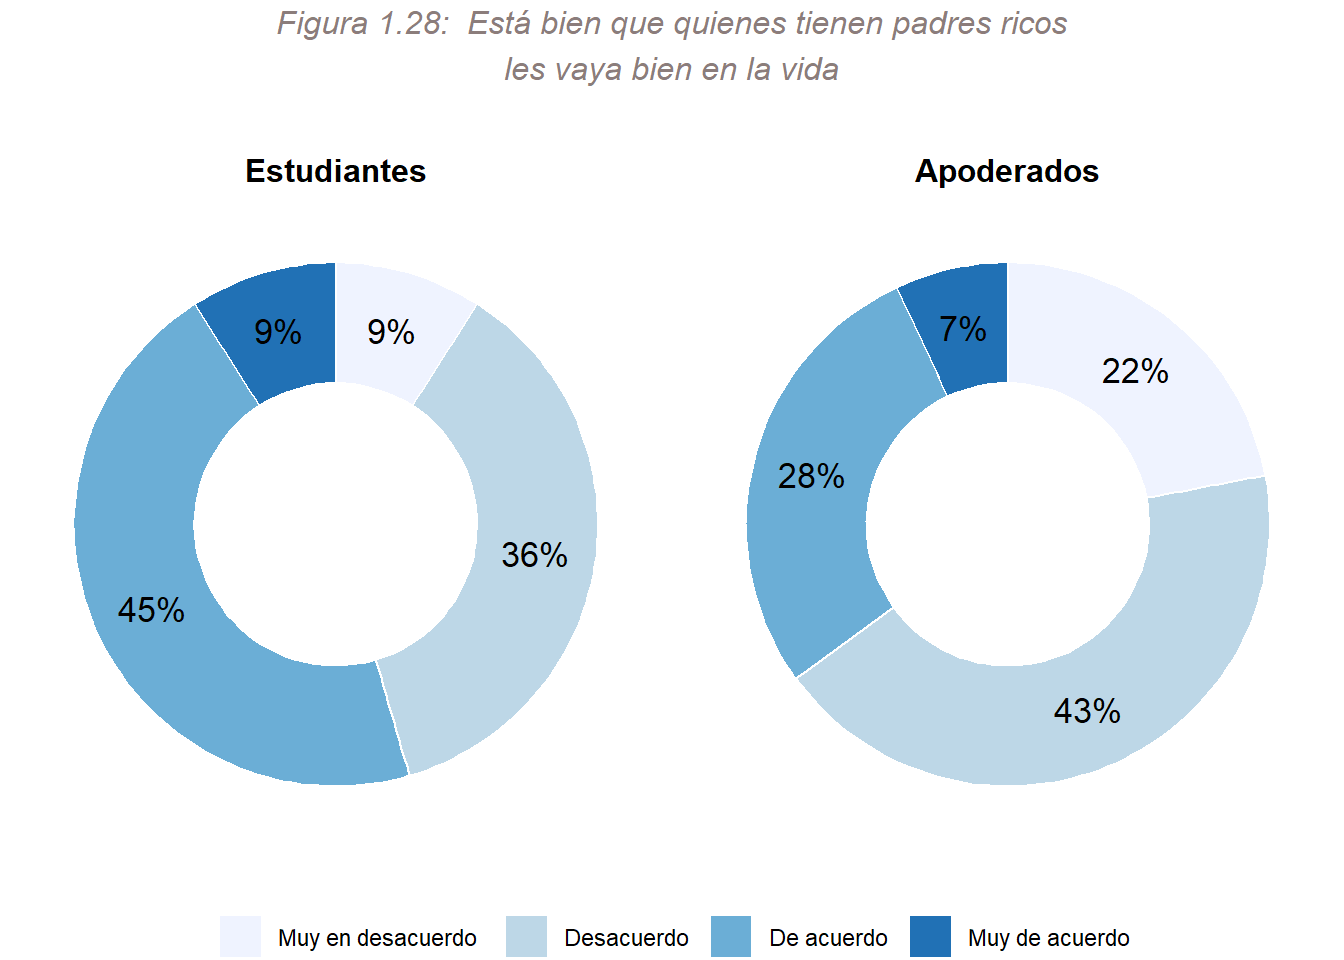 Figura 1.28:  Está bien que quienes tienen padres ricos
les vaya bien en la vida
Estudiantes
9%
9%
36%
45%
Apoderados
7%
22%
28%
43%
Muy en desacuerdo
Desacuerdo
De acuerdo
Muy de acuerdo